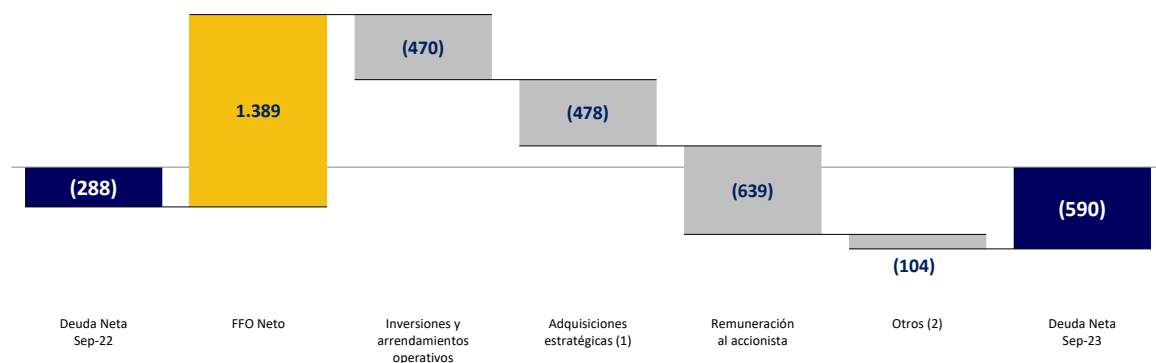 (470)
1.389
(478)
(288)
(639)
(590)
(104)
Deuda Neta
Sep-22
FFO Neto
Inversiones y
arrendamientos
operativos
Adquisiciones
estratégicas (1)
Remuneración
al accionista
Otros (2)
Deuda Neta
Sep-23